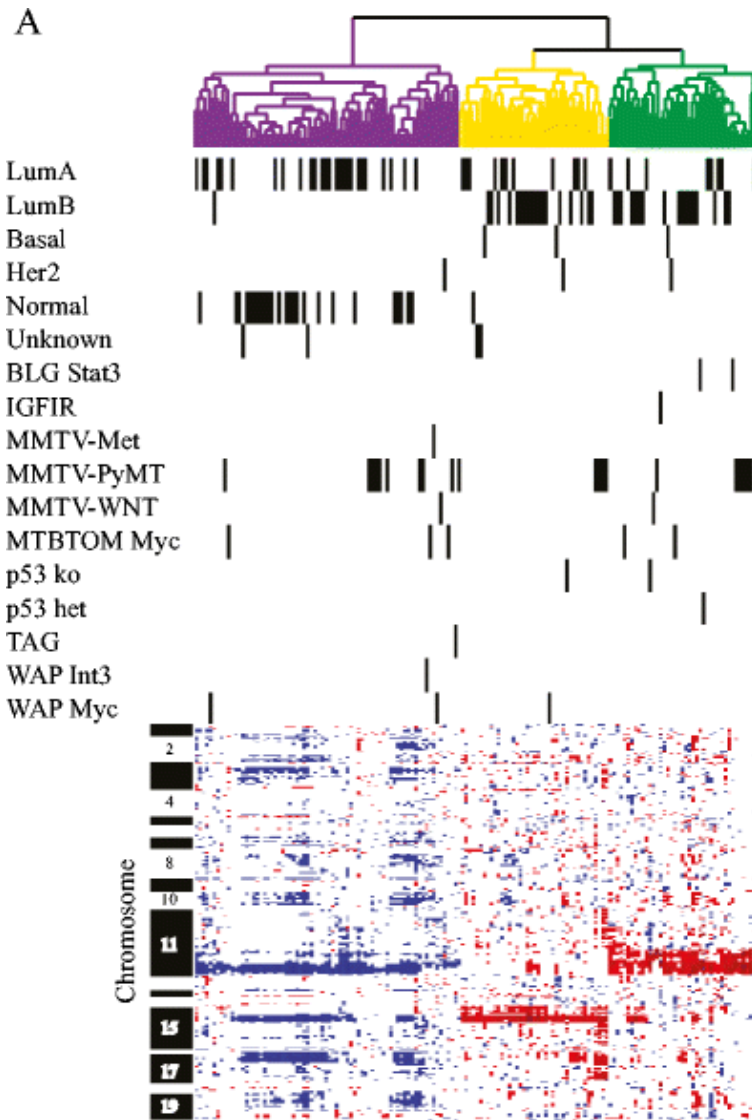 A
LumA
LumB
Basal
Her2
Normal
Unknown
BLG Stat3
IGFIR
MMTV-Met
MMTV-PyMT
MMTV-WNT
MTBTOM Myc
p53 ko
p53 het
TAG
WAP Int3
WAP Myc
Chromosome
2
4
8
10
11
15
17
19